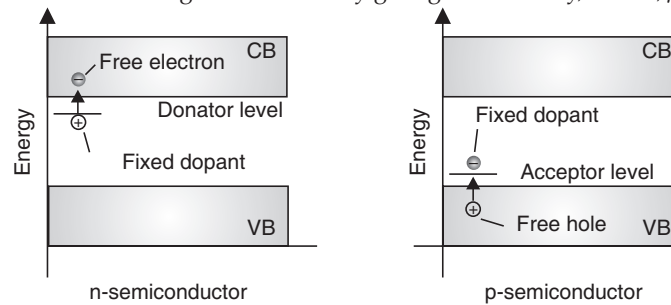 CB
Free electron
Donator level
Energy
Fixed dopant
VB
n-semiconductor
CB
Fixed dopant
Energy
Acceptor level
Free hole
VB
p-semiconductor